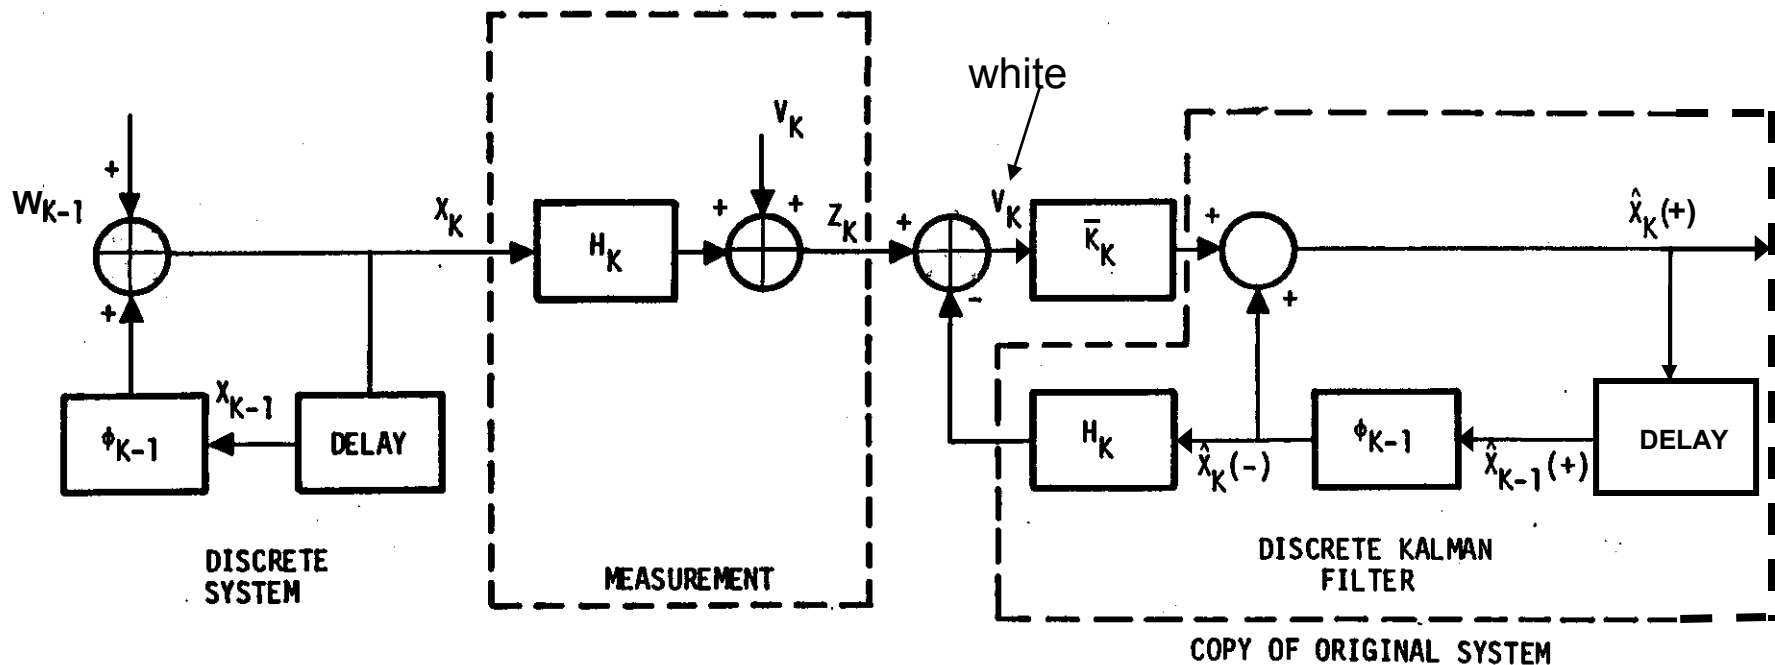 white
V_K
+
W_{K-1}
+
X_K
H_K
+
+
Z_K
+
-
V_K
K̄_K
+
+
X̂_K(+)
ϕ_{K-1}
X_{K-1}
DELAY
H_K
X̂_K(-)
ϕ_{K-1}
X̂_{K-1}(+)
DELAY
DISCRETE
SYSTEM
MEASUREMENT
DISCRETE KALMAN
FILTER
COPY OF ORIGINAL SYSTEM